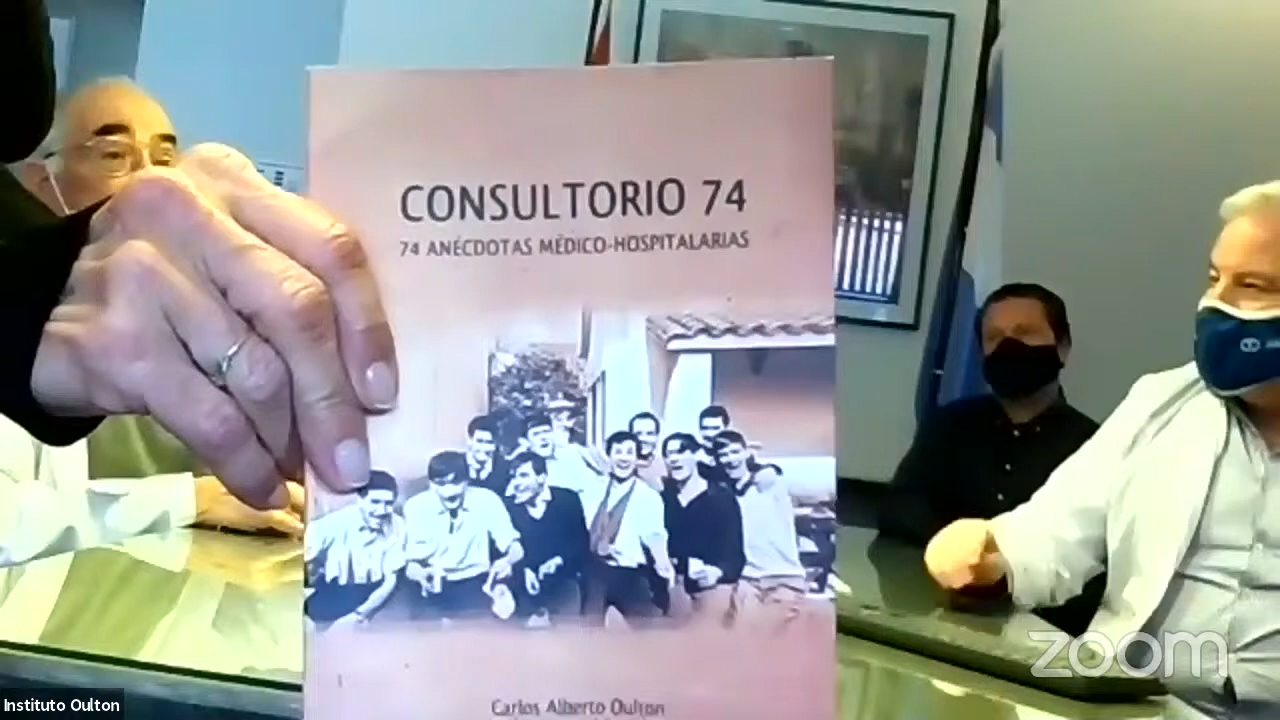 CONSULTORIO 74
74 ANÉCDOTAS MÉDICO-HOSPITALARIAS
Carlos Alberto Oulton
zoom
Instituto Oulton